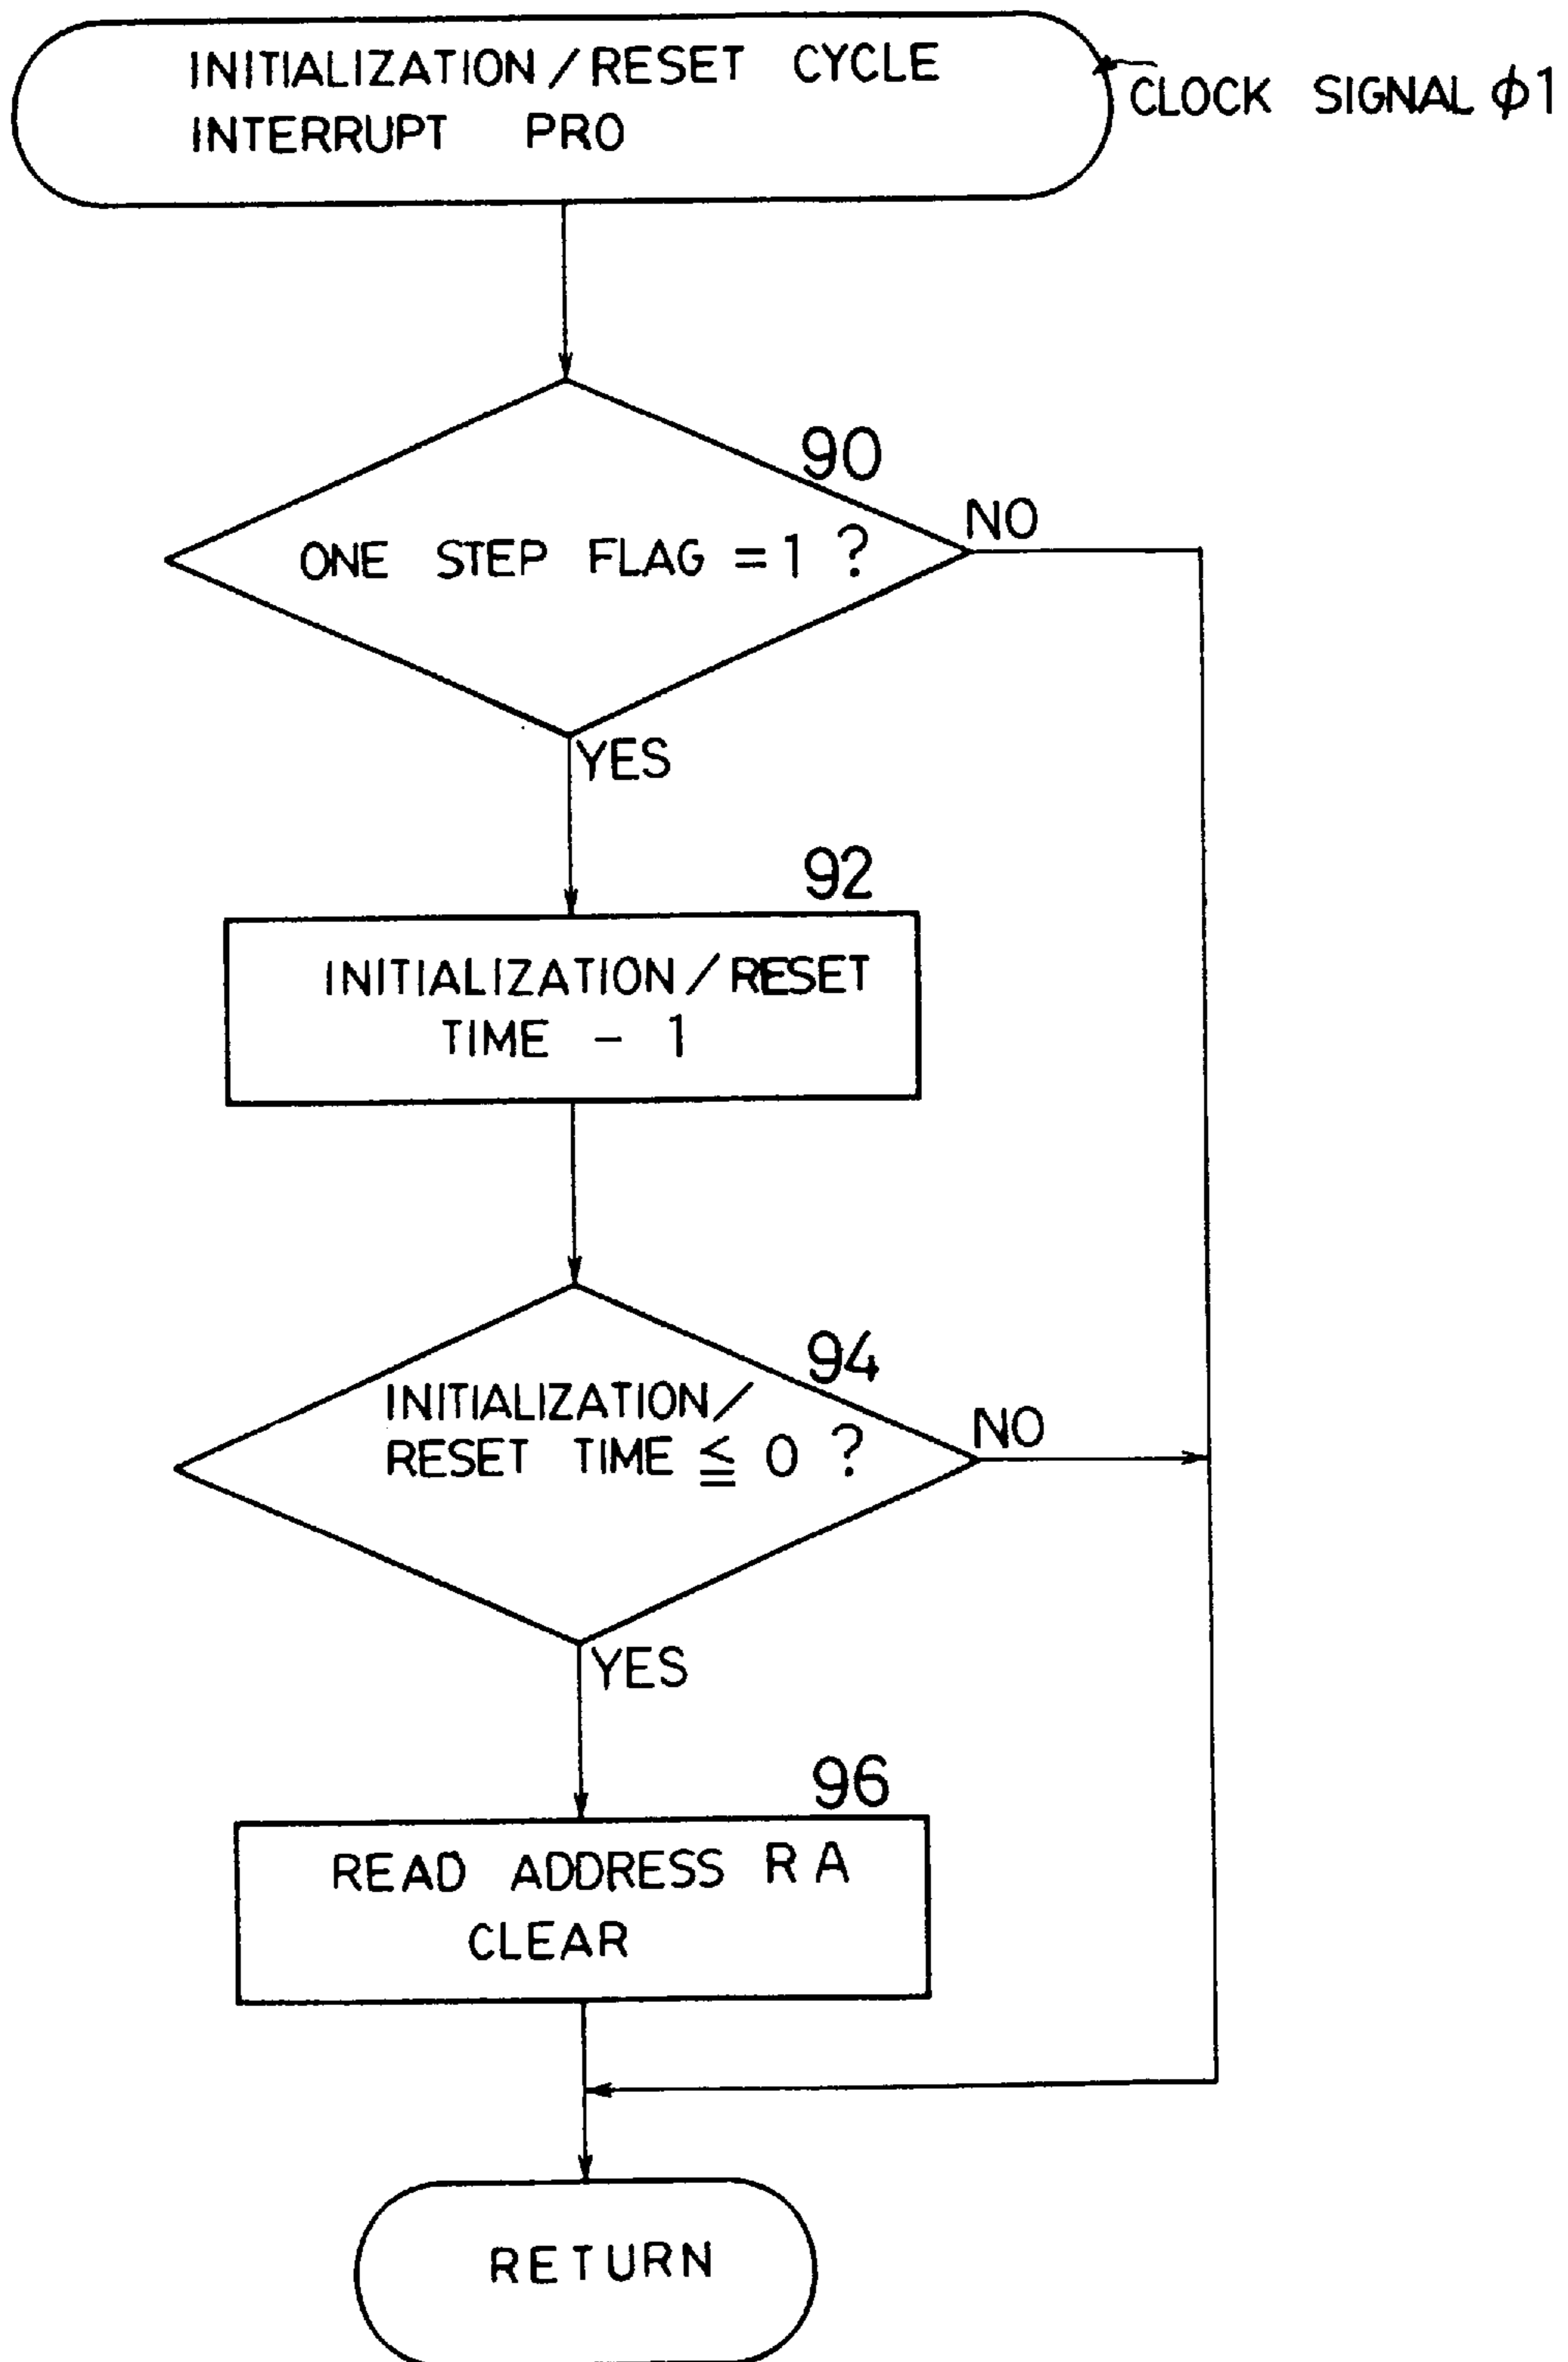 INITIALIZATION/RESET CYCLE
INTERRUPT PRO
CLOCK SIGNAL ϕ1
90
ONE STEP FLAG =1 ?
NO
YES
92
INITIALIZATION/RESET
TIME - 1
94
INITIALIZATION/
RESET TIME ≦ 0 ?
NO
YES
96
READ ADDRESS RA
CLEAR
RETURN